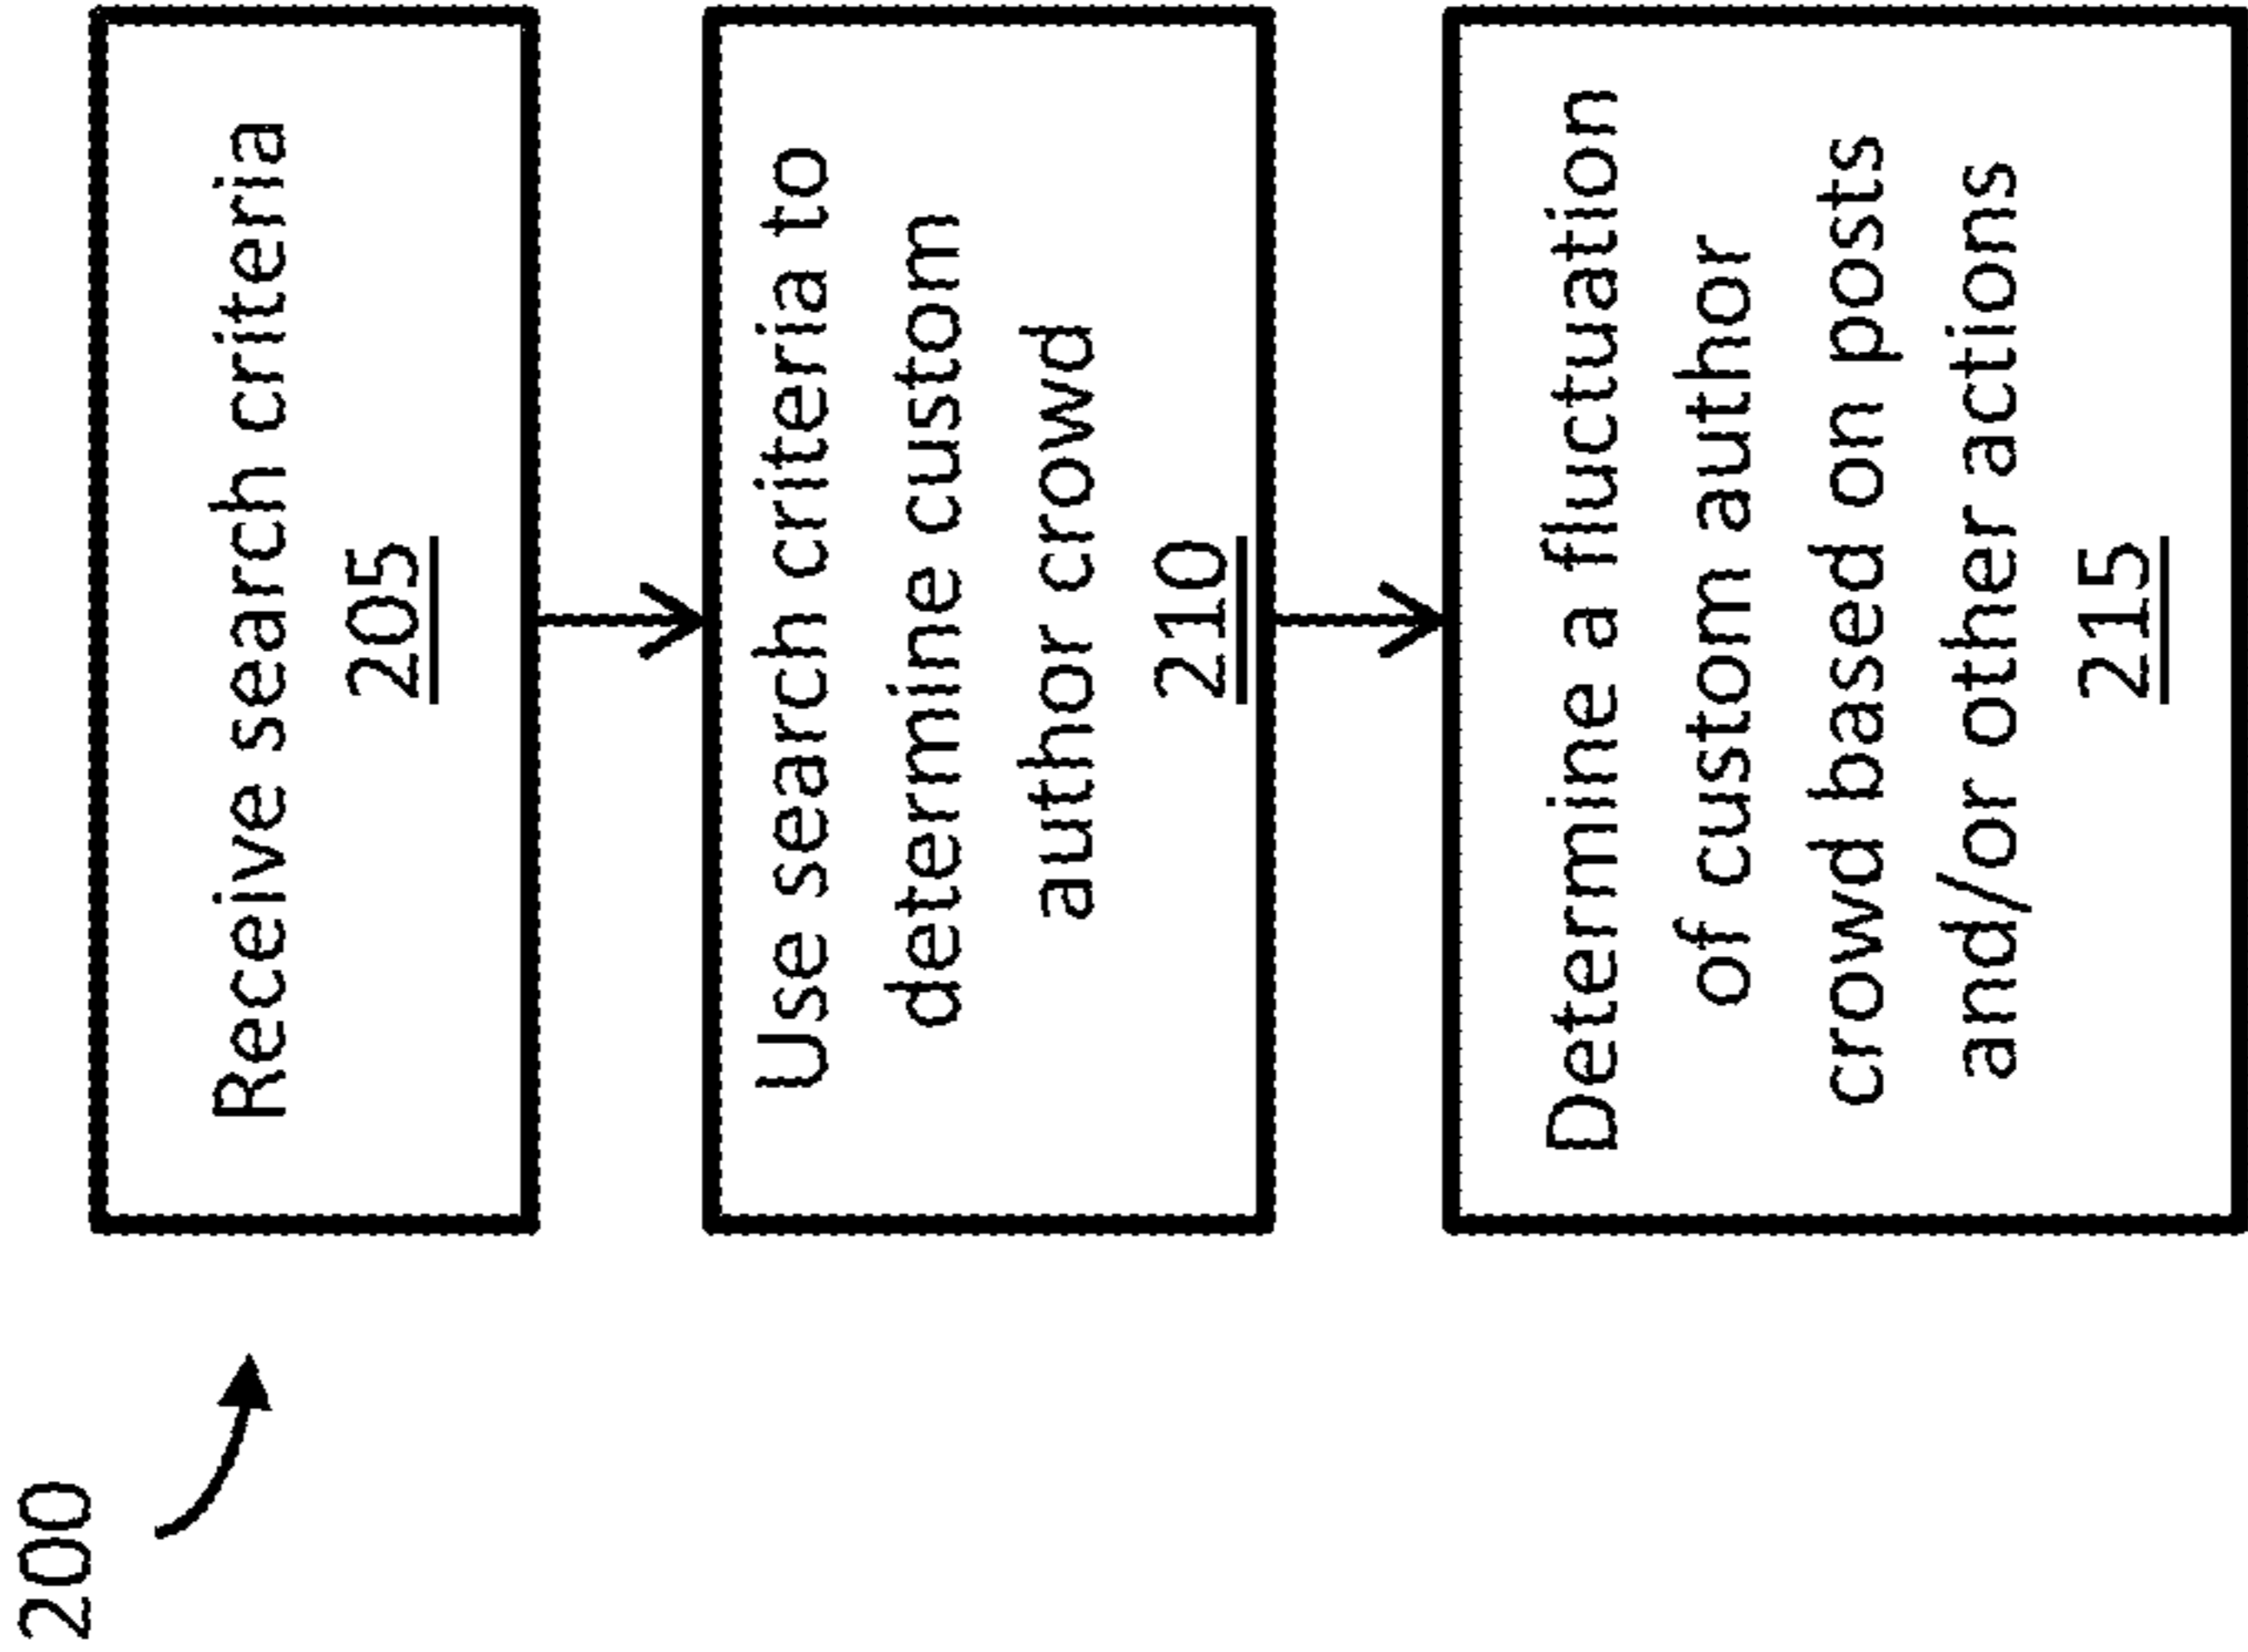 200
Receive search criteria
205
Use search criteria to
determine custom
author crowd
210
Determine a fluctuation
of custom author
crowd based on posts
and/or other actions
215